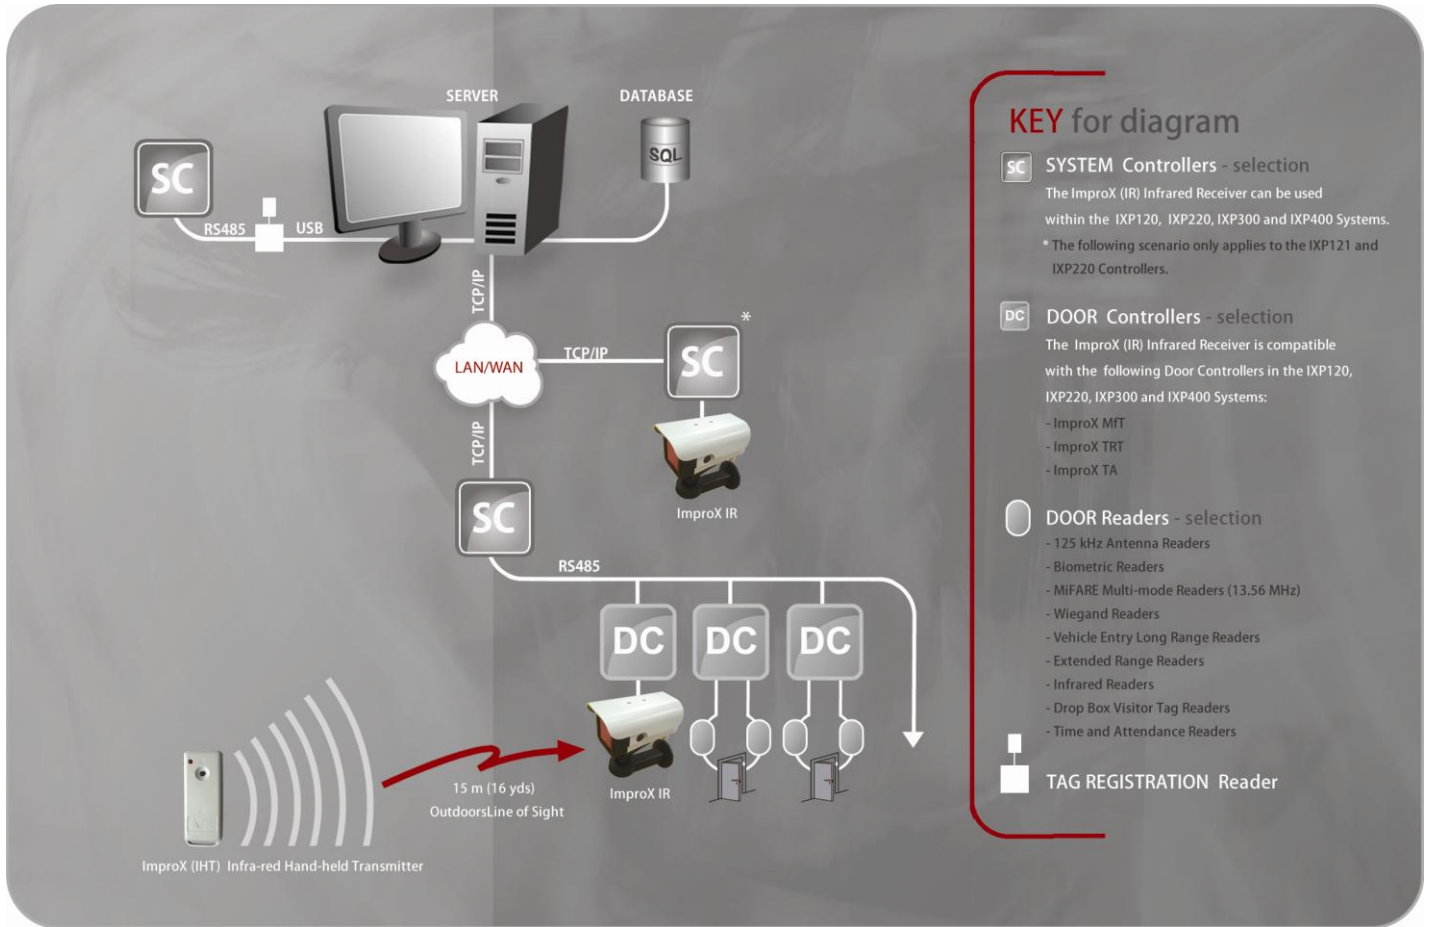 SERVER
DATABASE
SQL
SC
RS485
USB
TCP/IP
LAN/WAN
TCP/IP
SC
*
TCP/IP
ImproX IR
SC
RS485
DC
DC
DC
15 m (16 yds)
OutdoorsLine of Sight
ImproX IR
ImproX (IHT) Infra-red Hand-held Transmitter
KEY for diagram
SC
SYSTEM Controllers - selection
The ImproX (IR) Infrared Receiver can be used
within the IXP120, IXP220, IXP300 and IXP400 Systems.
* The following scenario only applies to the IXP121 and
IXP220 Controllers.
DC
DOOR Controllers - selection
The ImproX (IR) Infrared Receiver is compatible
with the following Door Controllers in the IXP120,
IXP220, IXP300 and IXP400 Systems:
- ImproX MfT
- ImproX TRT
- ImproX TA
DOOR Readers - selection
- 125 kHz Antenna Readers
- Biometric Readers
- MiFARE Multi-mode Readers (13.56 MHz)
- Wiegand Readers
- Vehicle Entry Long Range Readers
- Extended Range Readers
- Infrared Readers
- Drop Box Visitor Tag Readers
- Time and Attendance Readers
TAG REGISTRATION Reader